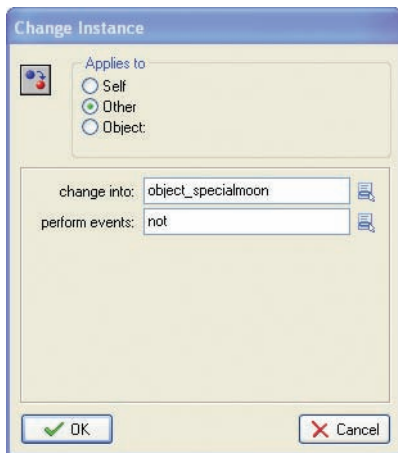 Change Instance
Applies to
Self
Other
Object:
change into: object_specialmoon
perform events: not
OK Cancel